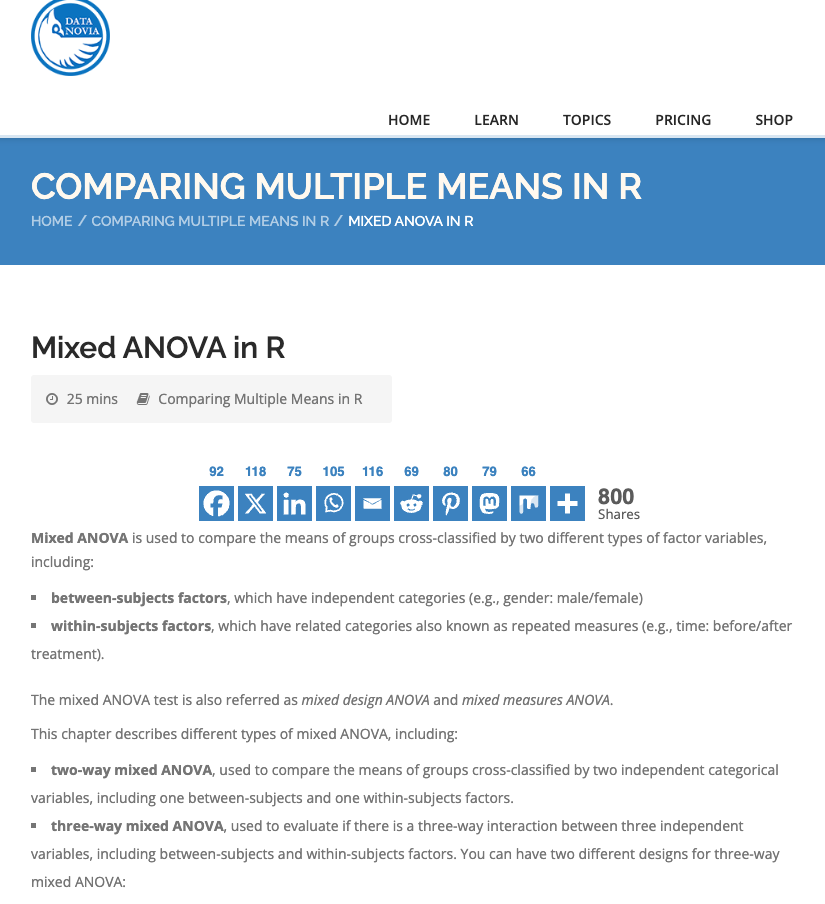 DATA
NOVIA
HOME LEARN TOPICS PRICING SHOP
COMPARING MULTIPLE MEANS IN R
HOME / COMPARING MULTIPLE MEANS IN R / MIXED ANOVA IN R
Mixed ANOVA in R
25 mins Comparing Multiple Means in R
92 118 75 105 116 69 80 79 66
800
Shares
Mixed ANOVA is used to compare the means of groups cross-classified by two different types of factor variables,
including:
▪ between-subjects factors, which have independent categories (e.g., gender: male/female)
▪ within-subjects factors, which have related categories also known as repeated measures (e.g., time: before/after
treatment).
The mixed ANOVA test is also referred as mixed design ANOVA and mixed measures ANOVA.
This chapter describes different types of mixed ANOVA, including:
▪ two-way mixed ANOVA, used to compare the means of groups cross-classified by two independent categorical
variables, including one between-subjects and one within-subjects factors.
▪ three-way mixed ANOVA, used to evaluate if there is a three-way interaction between three independent
variables, including between-subjects and within-subjects factors. You can have two different designs for three-way
mixed ANOVA: